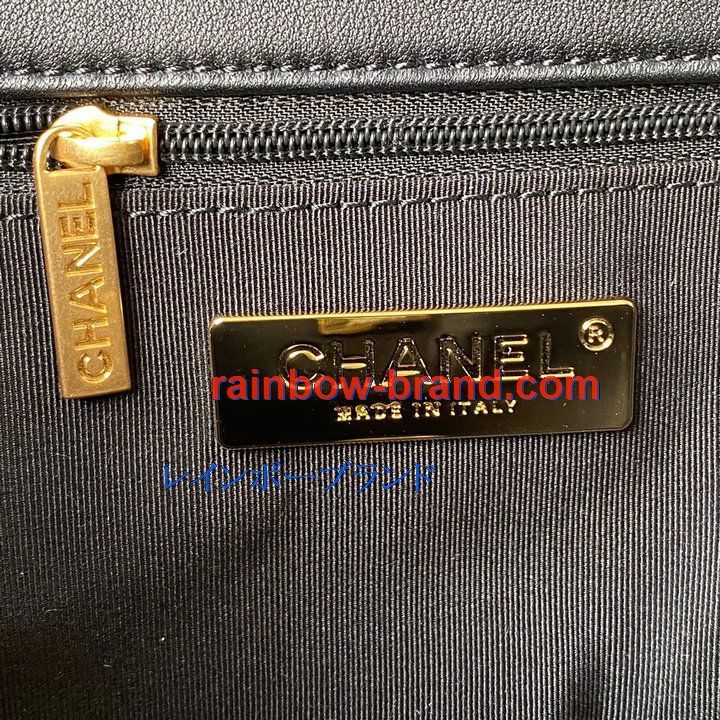 CHANEL
CHANEL ®
rainbow-brand.com
MADE IN ITALY
レインボーブランド